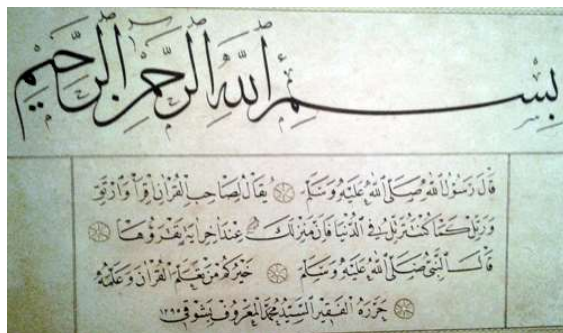 بسم الله الرحمن الرحيم
قال رسول الله صلى الله عليه وسلم يقال لصاحب القرآن اقرأ وارتق
ورتل كما كنت ترتل في الدنيا فإن منزلك عند آخر آية تقرؤها
قال النبي صلى الله عليه وسلم خيركم من تعلم القرآن وعلمه
حرره الفقير السيد محمد المعروف بشوقي ١٢٩٥